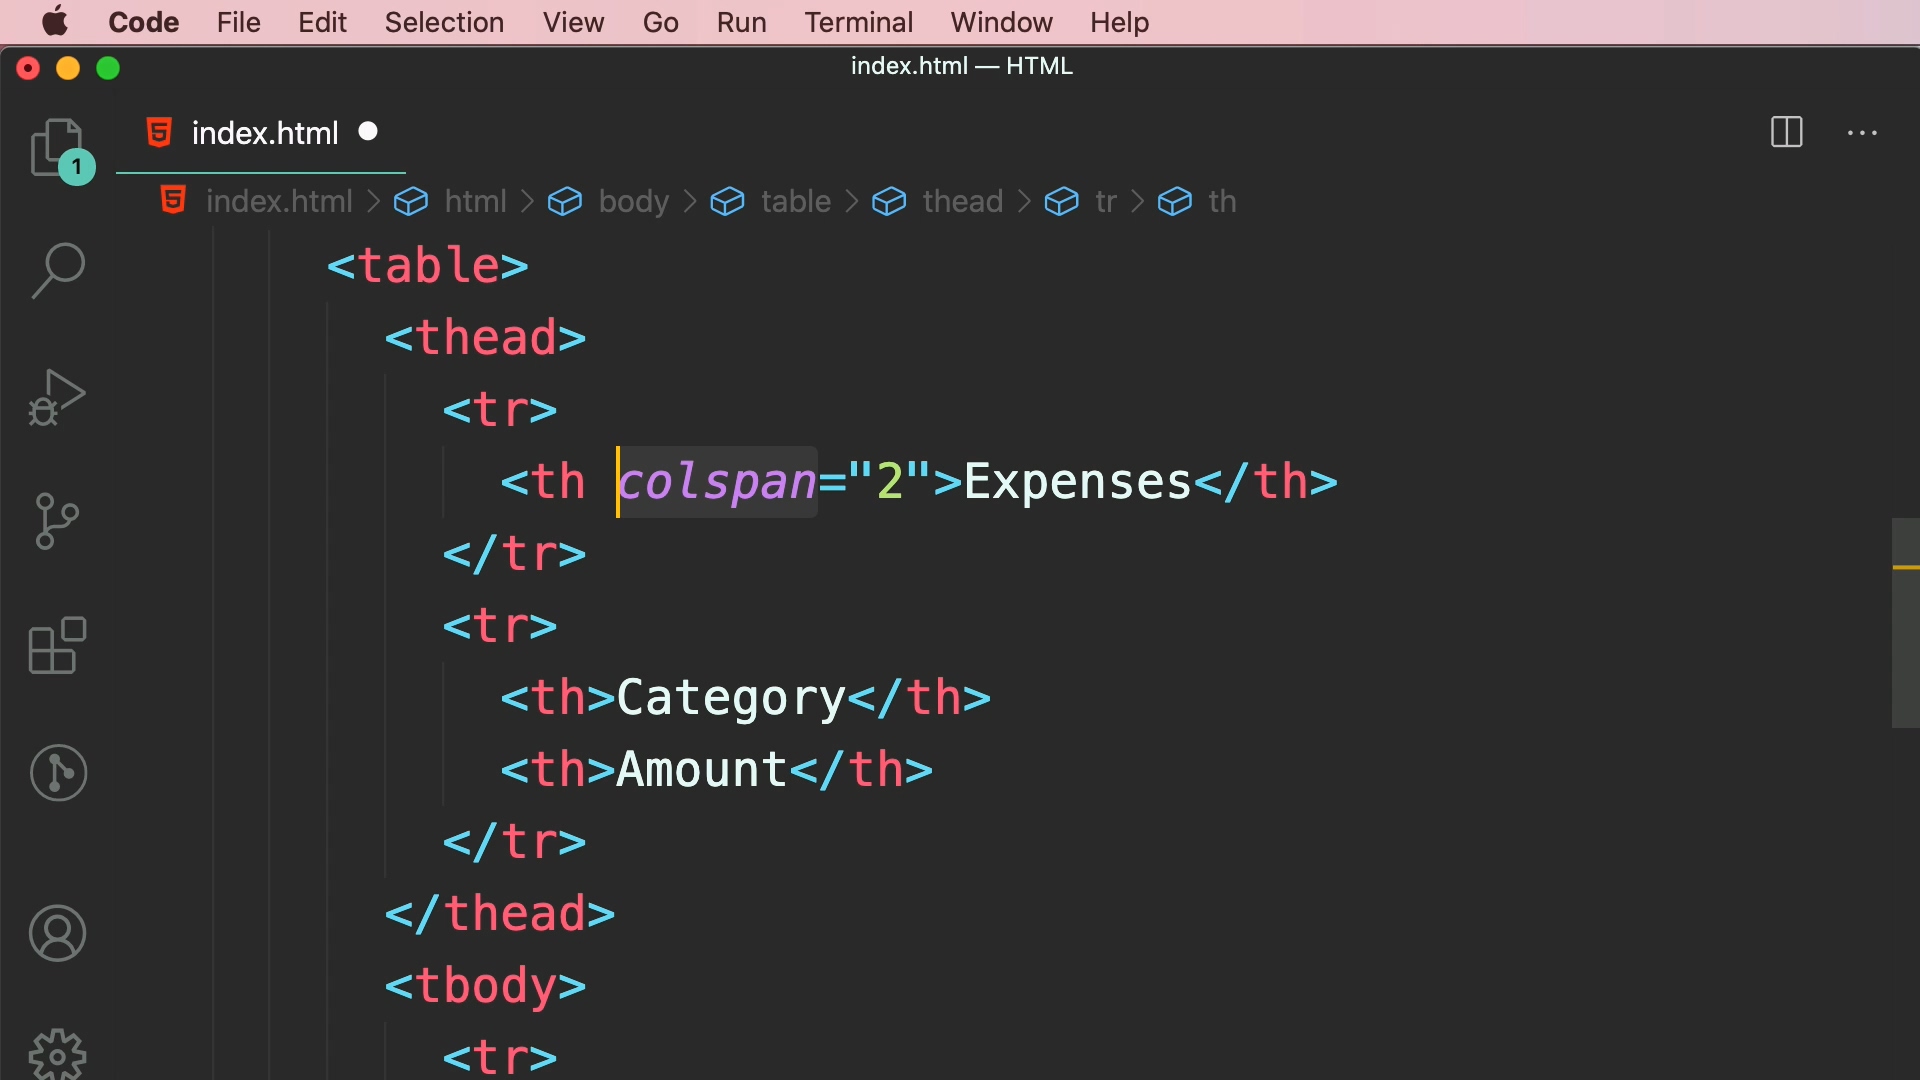 Code File Edit Selection View Go Run Terminal Window Help
index.html — HTML
index.html
1
index.html > html > body > table > thead > tr > th
<table>
<thead>
<tr>
<th colspan="2">Expenses</th>
</tr>
<tr>
<th>Category</th>
<th>Amount</th>
</tr>
</thead>
<tbody>
<tr>